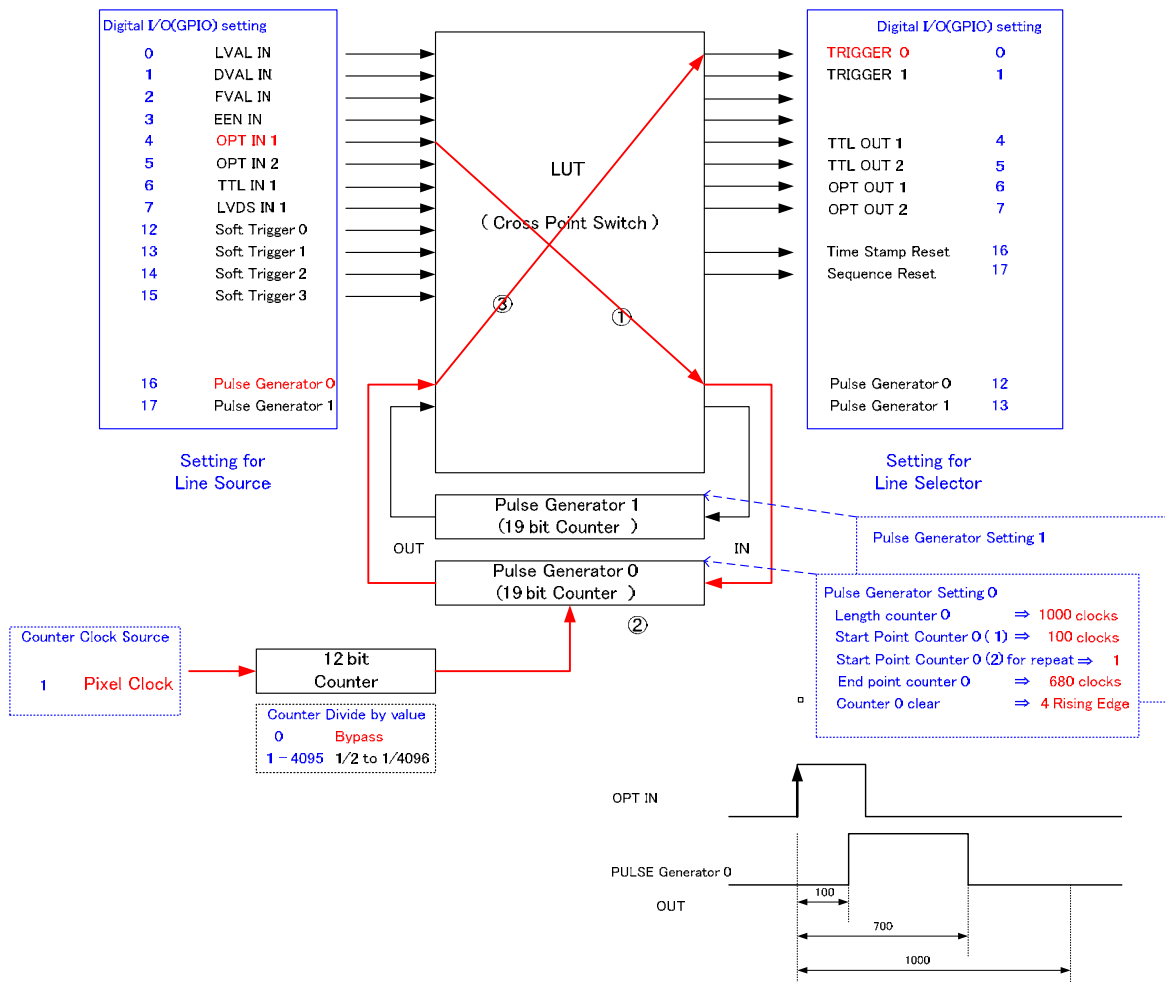 Digital I/O(GPIO) setting
0 LVAL IN
1 DVAL IN
2 FVAL IN
3 EEN IN
4 OPT IN 1
5 OPT IN 2
6 TTL IN 1
7 LVDS IN 1
12 Soft Trigger 0
13 Soft Trigger 1
14 Soft Trigger 2
15 Soft Trigger 3
16 Pulse Generator 0
17 Pulse Generator 1
Setting for
Line Source
LUT
( Cross Point Switch )
③
①
Digital I/O(GPIO) setting
TRIGGER 0 0
TRIGGER 1 1
TTL OUT 1 4
TTL OUT 2 5
OPT OUT 1 6
OPT OUT 2 7
Time Stamp Reset 16
Sequence Reset 17
Pulse Generator 0 12
Pulse Generator 1 13
Setting for
Line Selector
Pulse Generator 1
(19 bit Counter )
OUT
IN
Pulse Generator 0
(19 bit Counter )
②
Pulse Generator Setting 1
Pulse Generator Setting 0
Length counter 0 ⇒ 1000 clocks
Start Point Counter 0 ( 1) ⇒ 100 clocks
Start Point Counter 0 (2) for repeat ⇒ 1
End point counter 0 ⇒ 680 clocks
Counter 0 clear ⇒ 4 Rising Edge
Counter Clock Source
1 Pixel Clock
12 bit
Counter
Counter Divide by value
0 Bypass
1 - 4095 1/2 to 1/4096
OPT IN
PULSE Generator 0
OUT
100
700
1000